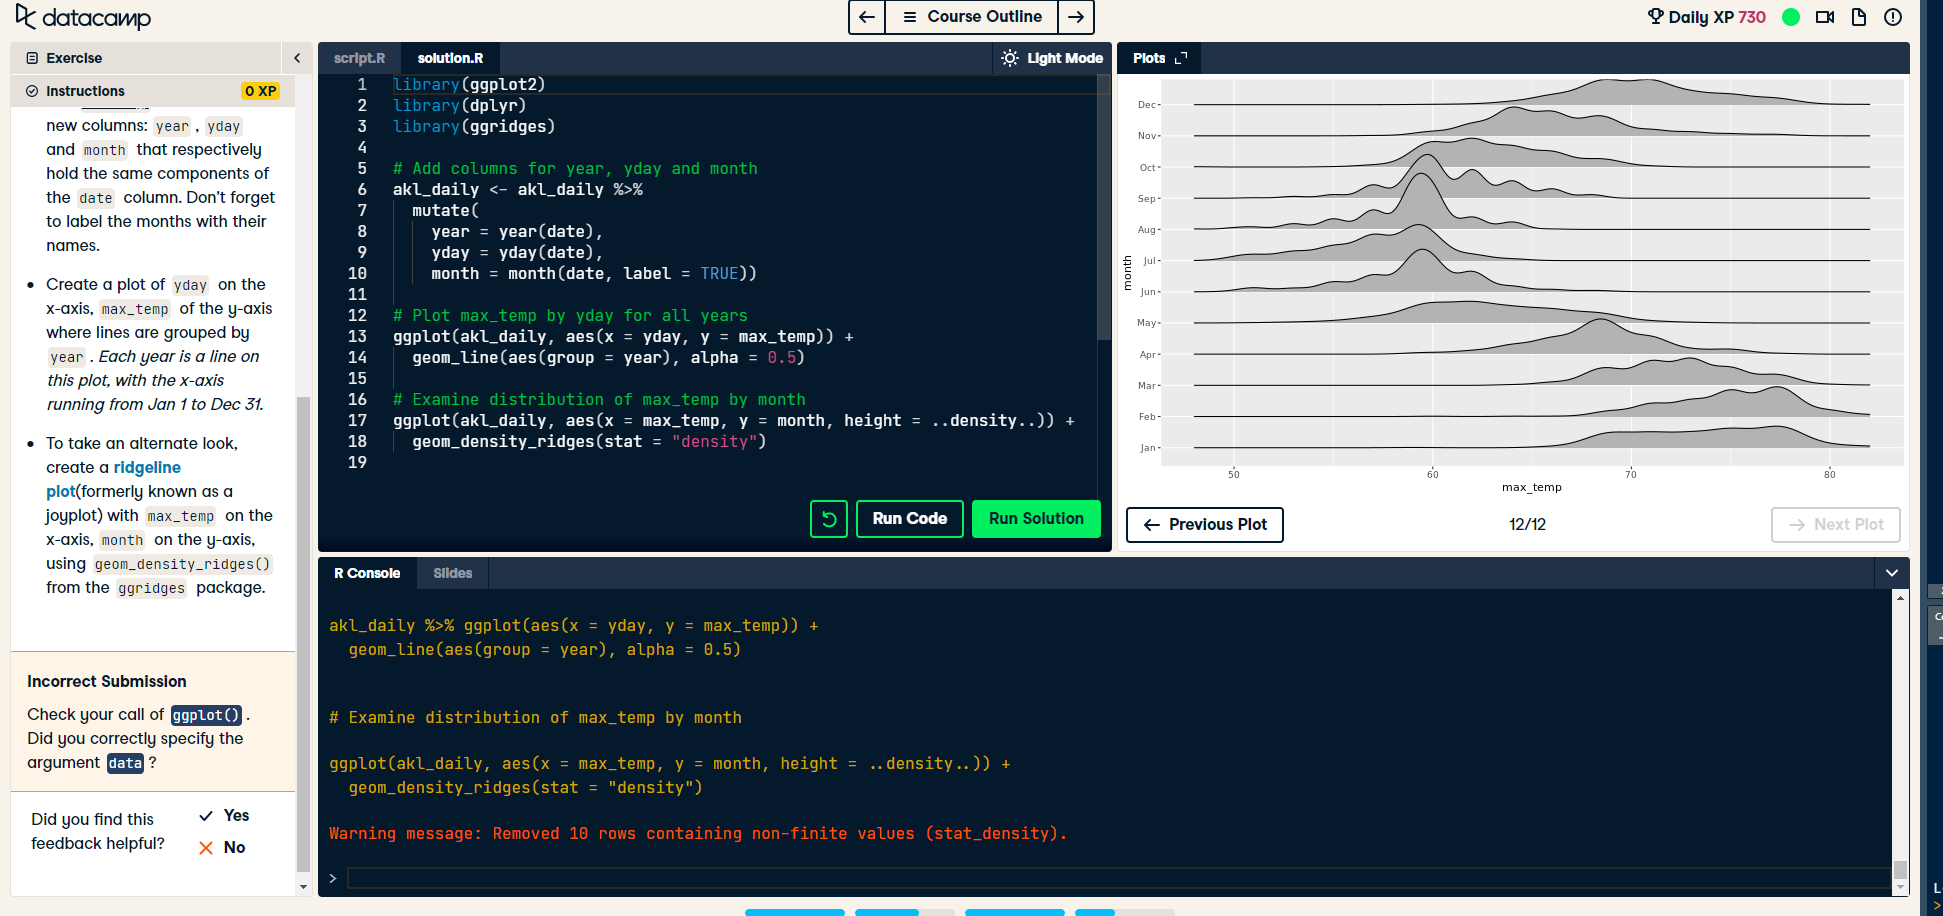 datacamp
Course Outline
Daily XP 730
Exercise
Instructions
0 XP
new columns: year , yday
and month that respectively
hold the same components of
the date column. Don't forget
to label the months with their
names.
Create a plot of yday on the
x-axis, max_temp of the y-axis
where lines are grouped by
year . Each year is a line on
this plot, with the x-axis
running from Jan 1 to Dec 31.
To take an alternate look,
create a ridgeline
plot(formerly known as a
joyplot) with max_temp on the
x-axis, month on the y-axis,
using geom_density_ridges()
from the ggridges package.
Incorrect Submission
Check your call of ggplot() .
Did you correctly specify the
argument data ?
Did you find this
feedback helpful?
Yes
No
script.R
solution.R
Light Mode
1 library(ggplot2)
2 library(dplyr)
3 library(ggridges)
4
5 # Add columns for year, yday and month
6 akl_daily <- akl_daily %>%
7 mutate(
8 year = year(date),
9 yday = yday(date),
10 month = month(date, label = TRUE))
11
12 # Plot max_temp by yday for all years
13 ggplot(akl_daily, aes(x = yday, y = max_temp)) +
14 geom_line(aes(group = year), alpha = 0.5)
15
16 # Examine distribution of max_temp by month
17 ggplot(akl_daily, aes(x = max_temp, y = month, height = ..density..)) +
18 geom_density_ridges(stat = "density")
19
Run Code
Run Solution
Plots
Dec
Nov
Oct
Sep
Aug
Jul
Jun
May
Apr
Mar
Feb
Jan
month
50 60 70 80
max_temp
Previous Plot
12/12
Next Plot
R Console
Slides
akl_daily %>% ggplot(aes(x = yday, y = max_temp)) +
geom_line(aes(group = year), alpha = 0.5)
# Examine distribution of max_temp by month
ggplot(akl_daily, aes(x = max_temp, y = month, height = ..density..)) +
geom_density_ridges(stat = "density")
Warning message: Removed 10 rows containing non-finite values (stat_density).
>